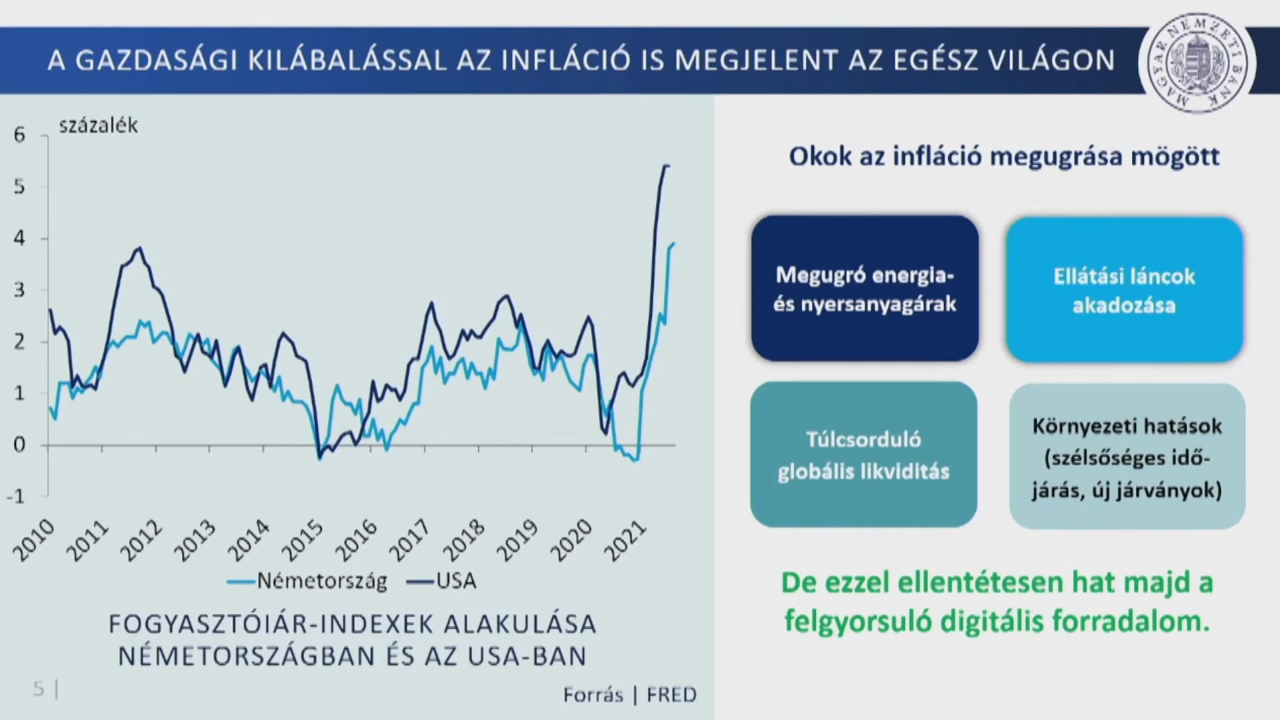 A GAZDASÁGI KILÁBALÁSSAL AZ INFLÁCIÓ IS MEGJELENT AZ EGÉSZ VILÁGON
MAGYAR NEMZETI BANK
százalék
6
5
4
3
2
1
0
-1
2010
2011
2012
2013
2014
2015
2016
2017
2018
2019
2020
2021
Németország
USA
FOGYASZTÓIÁR-INDEXEK ALAKULÁSA
NÉMETORSZÁGBAN ÉS AZ USA-BAN
5 |
Forrás | FRED
Okok az infláció megugrása mögött
Megugró energia-
és nyersanyagárak
Ellátási láncok
akadozása
Túlcsorduló
globális likviditás
Környezeti hatások
(szélsőséges idő-
járás, új járványok)
De ezzel ellentétesen hat majd a
felgyorsuló digitális forradalom.